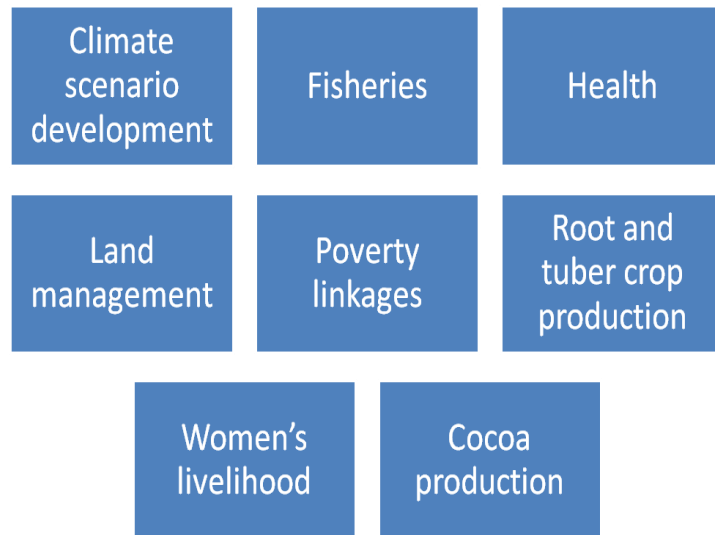 Climate
scenario
development
Fisheries
Health
Land
management
Poverty
linkages
Root and
tuber crop
production
Women’s
livelihood
Cocoa
production